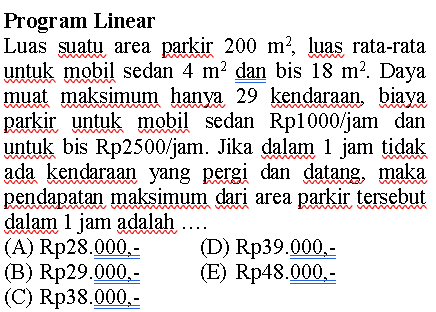 Program Linear
Luas suatu area parkir 200 m², luas rata-rata
untuk mobil sedan 4 m² dan bis 18 m². Daya
muat maksimum hanya 29 kendaraan, biaya
parkir untuk mobil sedan Rp1000/jam dan
untuk bis Rp2500/jam. Jika dalam 1 jam tidak
ada kendaraan yang pergi dan datang, maka
pendapatan maksimum dari area parkir tersebut
dalam 1 jam adalah ….
(A) Rp28.000,- (D) Rp39.000,-
(B) Rp29.000,- (E) Rp48.000,-
(C) Rp38.000,-